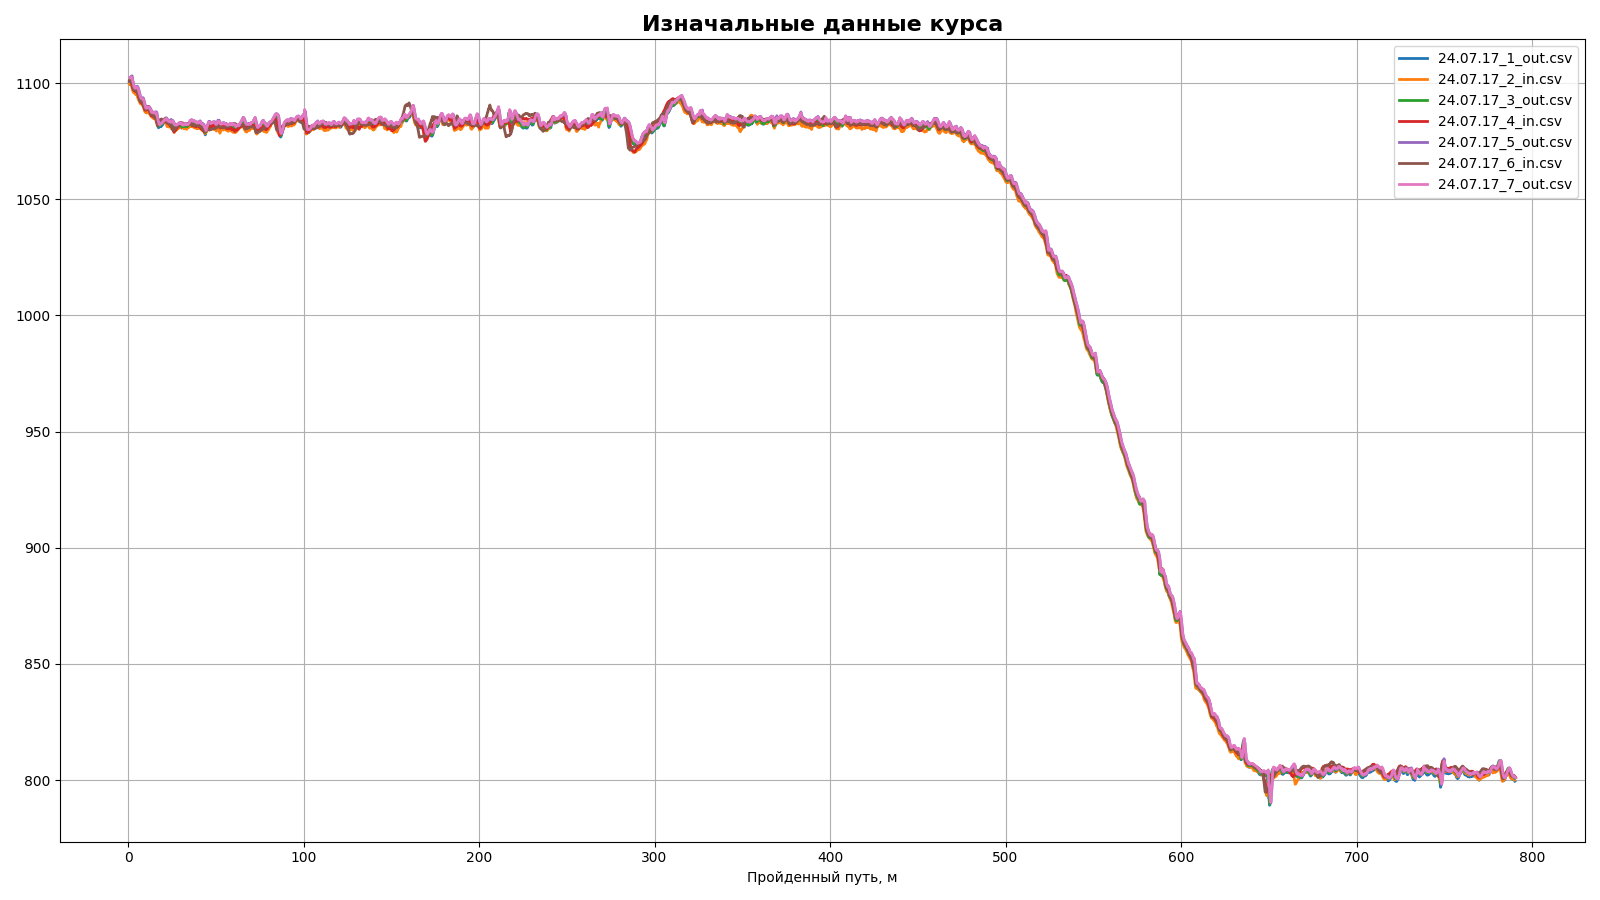 Изначальные данные курса
1100
1050
1000
950
900
850
800
0 100 200 300 400 500 600 700 800
Пройденный путь, м
24.07.17_1_out.csv
24.07.17_2_in.csv
24.07.17_3_out.csv
24.07.17_4_in.csv
24.07.17_5_out.csv
24.07.17_6_in.csv
24.07.17_7_out.csv